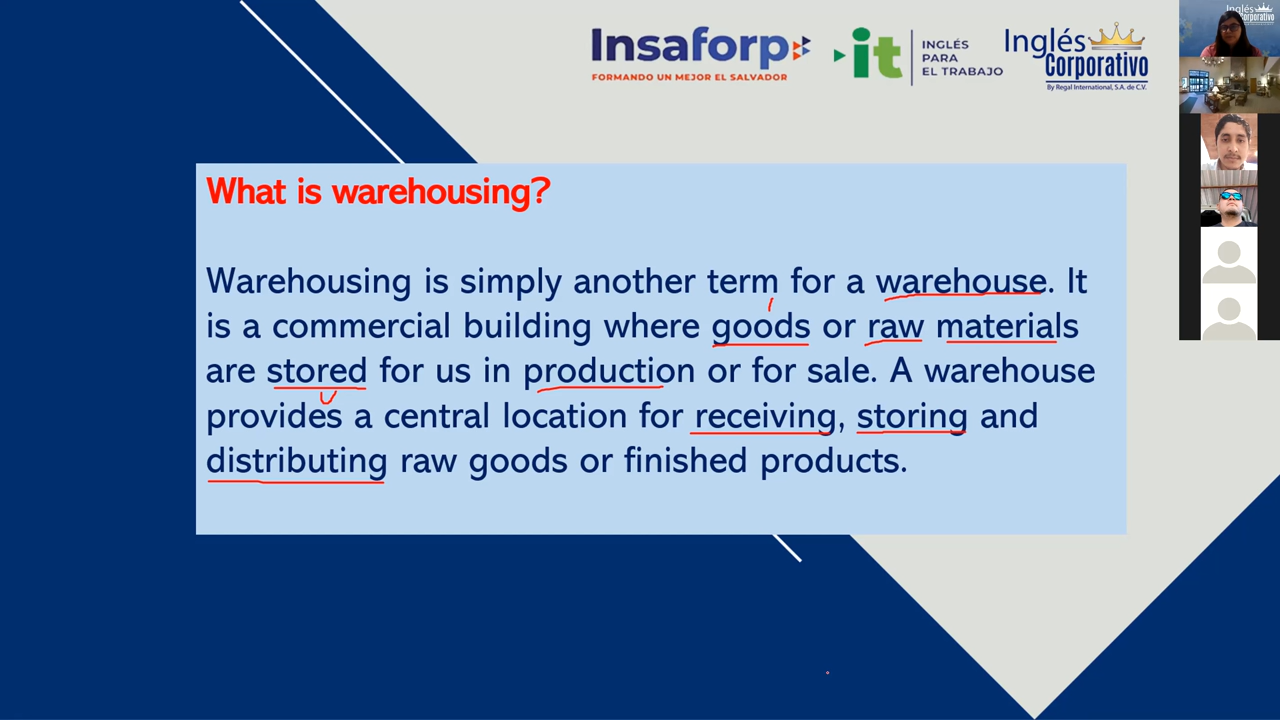 Insaforp
FORMANDO UN MEJOR EL SALVADOR
it
INGLÉS
PARA
EL TRABAJO
Inglés
Corporativo
By Regal International, S.A. de C.V.
Inglés
Corporativo
What is warehousing?
Warehousing is simply another term for a warehouse. It
is a commercial building where goods or raw materials
are stored for us in production or for sale. A warehouse
provides a central location for receiving, storing and
distributing raw goods or finished products.